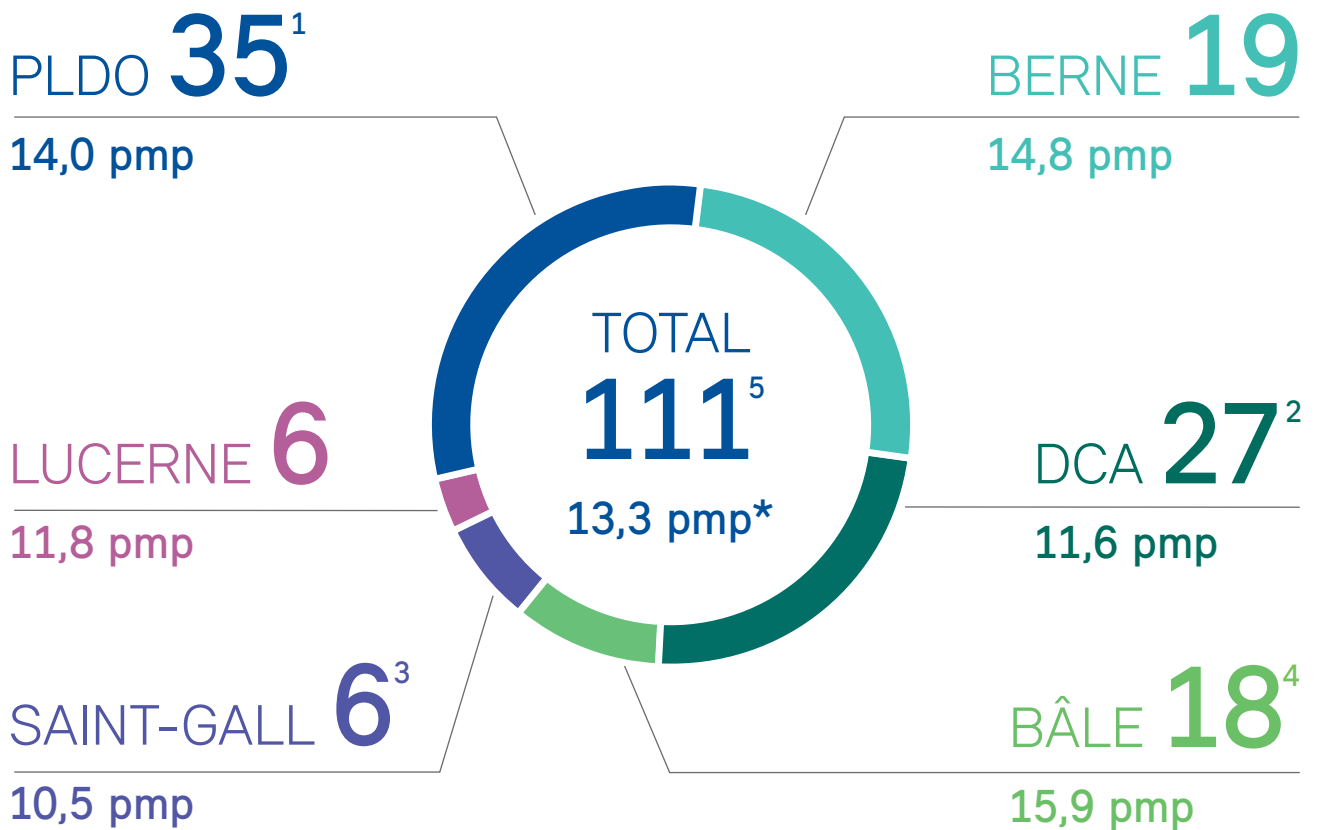 PLDO 35¹
14,0 pmp
BERNE 19
14,8 pmp
TOTAL
111⁵
13,3 pmp*
LUCERNE 6
11,8 pmp
DCA 27²
11,6 pmp
SAINT-GALL 6³
10,5 pmp
BÂLE 18⁴
15,9 pmp